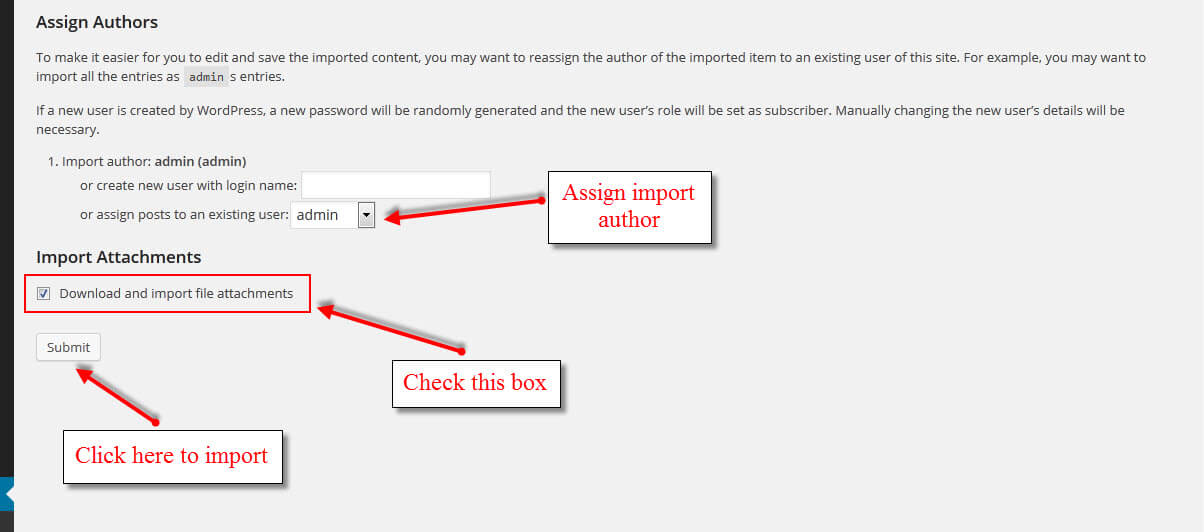 Assign Authors
To make it easier for you to edit and save the imported content, you may want to reassign the author of the imported item to an existing user of this site. For example, you may want to
import all the entries as admin s entries.
If a new user is created by WordPress, a new password will be randomly generated and the new user's role will be set as subscriber. Manually changing the new user's details will be
necessary.
1. Import author: admin (admin)
or create new user with login name:
or assign posts to an existing user: admin
Assign import
author
Import Attachments
Download and import file attachments
Submit
Check this box
Click here to import